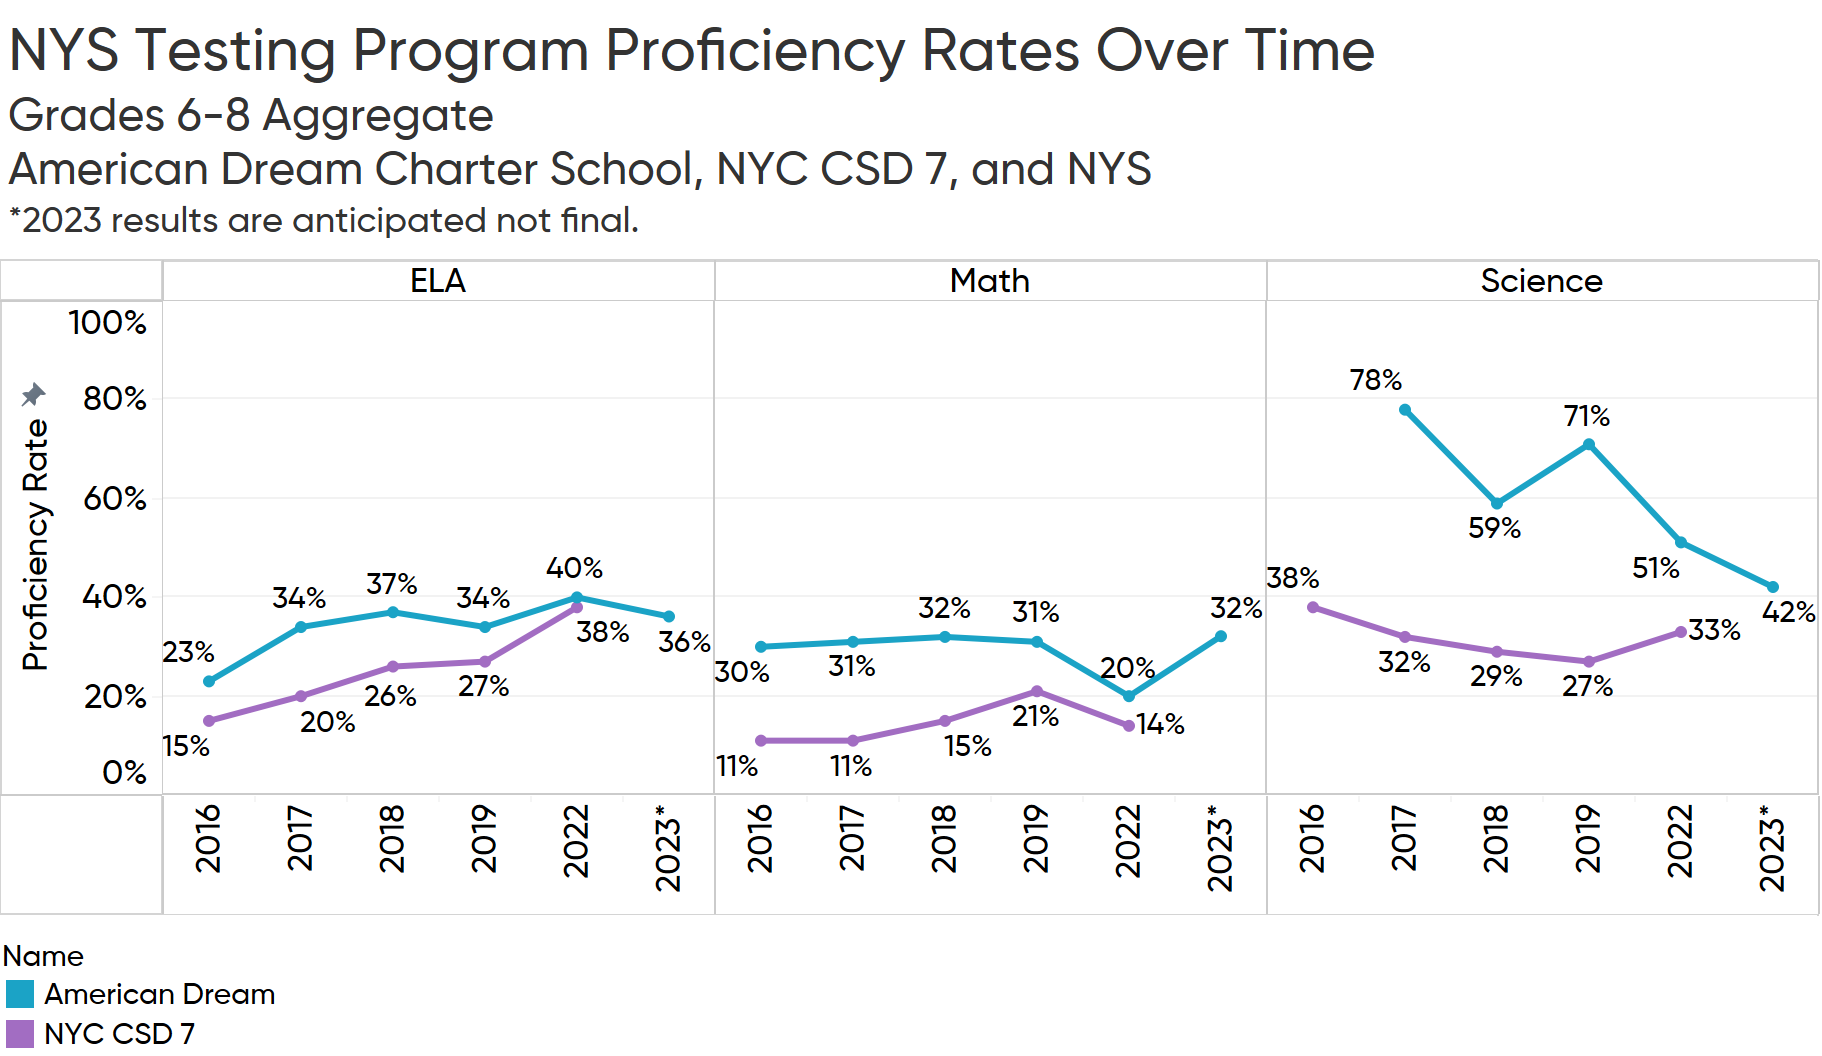 NYS Testing Program Proficiency Rates Over Time
Grades 6-8 Aggregate
American Dream Charter School, NYC CSD 7, and NYS
*2023 results are anticipated not final.
ELA Math Science
Proficiency Rate
100%
80%
60%
40%
20%
0%
23% 34% 37% 34% 40% 36%
15% 20% 26% 27% 38%
30% 31% 32% 31% 20% 32%
11% 11% 15% 21% 14%
78% 59% 71% 51% 42%
38% 32% 29% 27% 33%
2016 2017 2018 2019 2022 2023* 2016 2017 2018 2019 2022 2023* 2016 2017 2018 2019 2022 2023*
Name
American Dream
NYC CSD 7